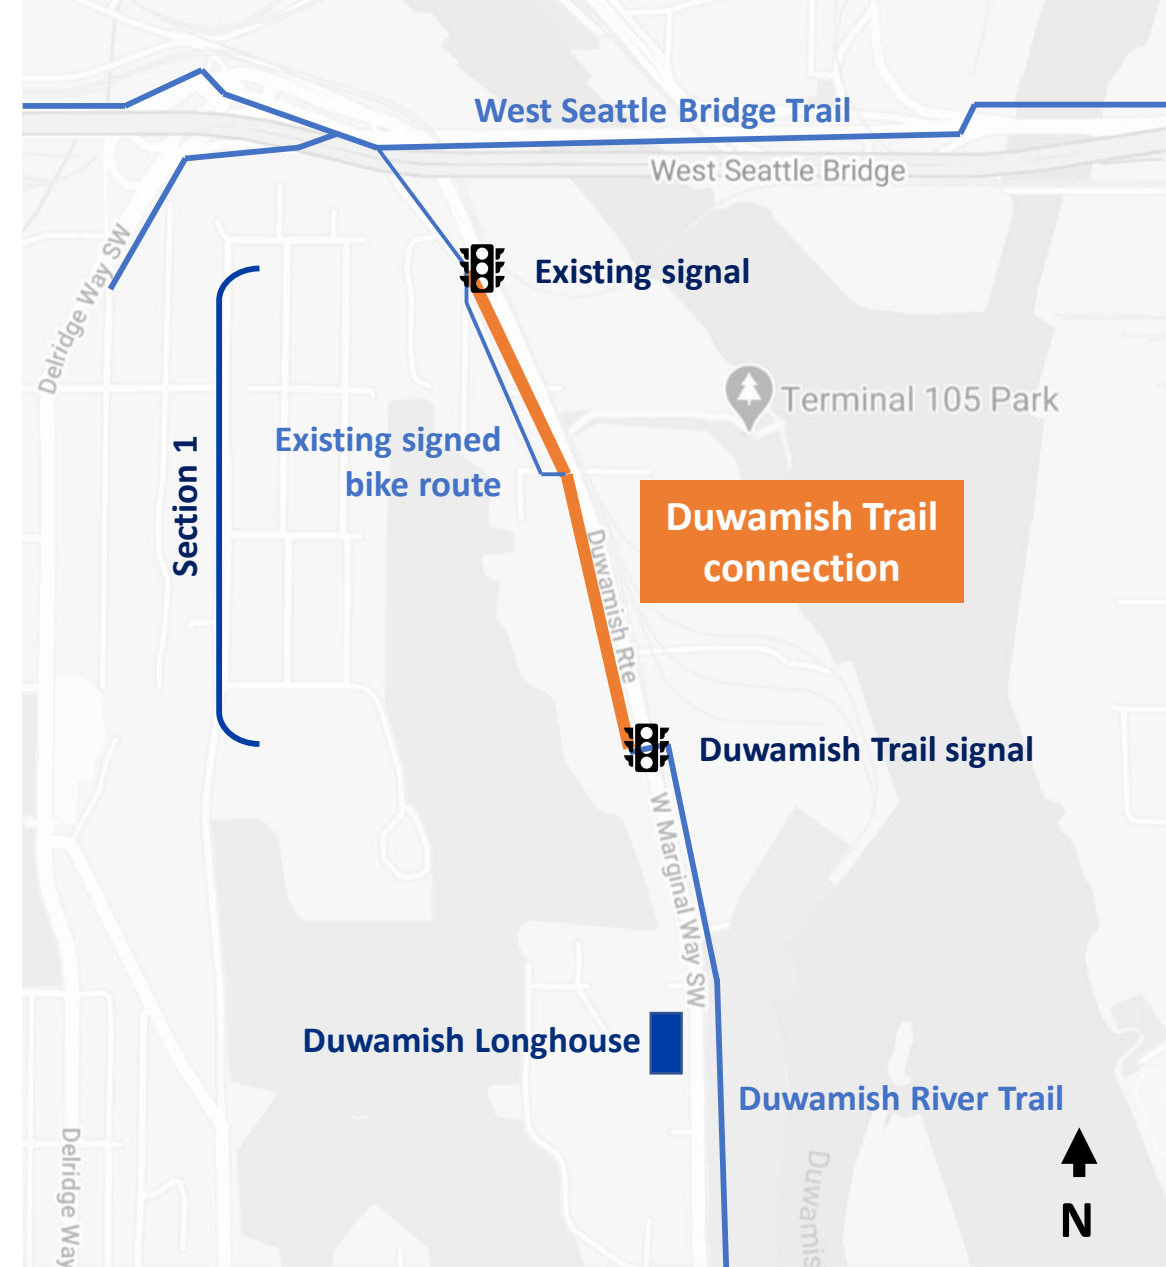 West Seattle Bridge Trail
West Seattle Bridge
Delridge Way SW
Existing signal
Terminal 105 Park
Section 1
Existing signed
bike route
Duwamish Trail
connection
Duwamish Rte
Duwamish Trail signal
W Marginal Way SW
Duwamish Longhouse
Duwamish River Trail
Delridge Way
Duwamis
N